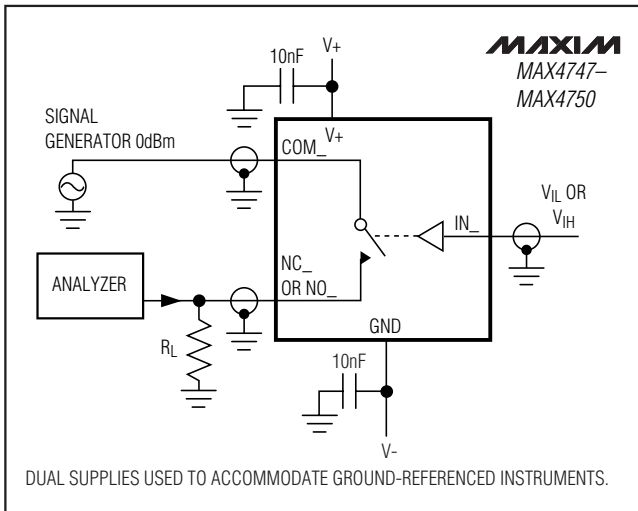 MAXIM
MAX4747–
MAX4750
10nF
V+
V+
SIGNAL
GENERATOR 0dBm
COM_
IN_
VIL OR
VIH
ANALYZER
NC_
OR NO_
RL
GND
10nF
V-
DUAL SUPPLIES USED TO ACCOMMODATE GROUND-REFERENCED INSTRUMENTS.